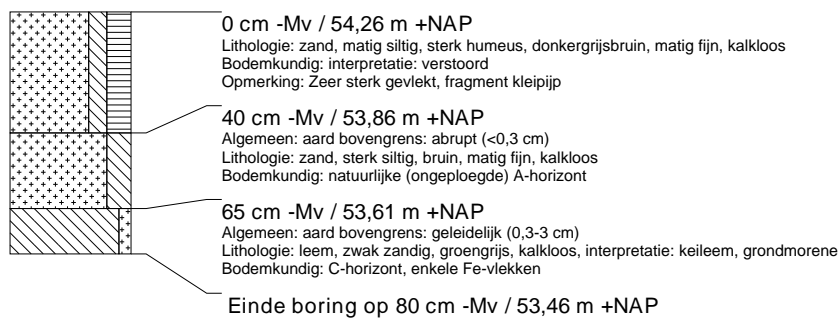 0 cm -Mv / 54,26 m +NAP
Lithologie: zand, matig siltig, sterk humeus, donkergrijsbruin, matig fijn, kalkloos
Bodemkundig: interpretatie: verstoord
Opmerking: Zeer sterk gevlekt, fragment kleipijp
40 cm -Mv / 53,86 m +NAP
Algemeen: aard bovengrens: abrupt (<0,3 cm)
Lithologie: zand, sterk siltig, bruin, matig fijn, kalkloos
Bodemkundig: natuurlijke (ongeploegde) A-horizont
65 cm -Mv / 53,61 m +NAP
Algemeen: aard bovengrens: geleidelijk (0,3-3 cm)
Lithologie: leem, zwak zandig, groengrijs, kalkloos, interpretatie: keileem, grondmorene
Bodemkundig: C-horizont, enkele Fe-vlekken
Einde boring op 80 cm -Mv / 53,46 m +NAP